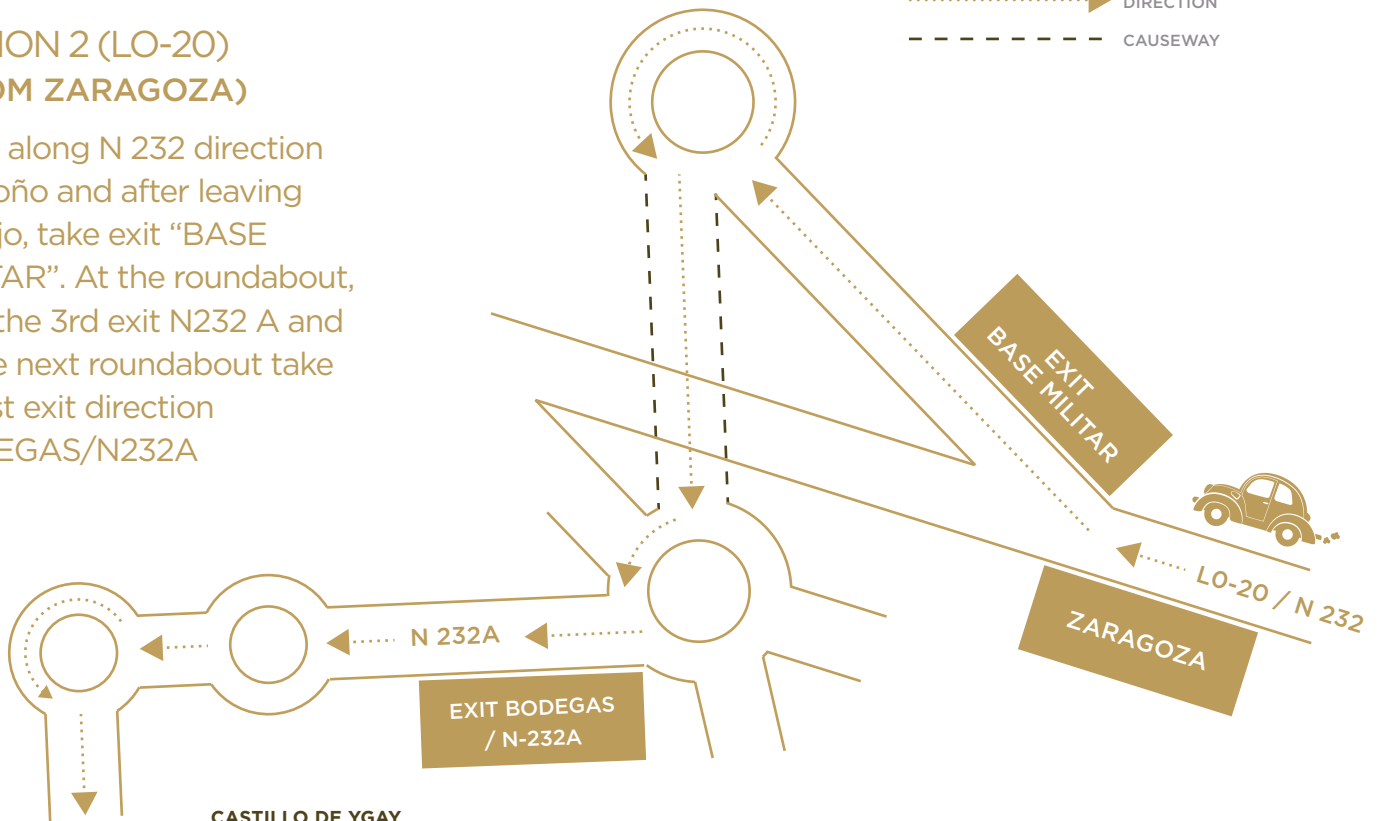 ION 2 (LO-20)
OM ZARAGOZA)
along N 232 direction
oño and after leaving
jo, take exit “BASE
TAR”. At the roundabout,
the 3rd exit N232 A and
e next roundabout take
st exit direction
EGAS/N232A
DIRECTION
CAUSEWAY
EXIT
BASE MILITAR
LO-20 / N 232
ZARAGOZA
N 232A
EXIT BODEGAS
/ N-232A
CASTILLO DE YGAY